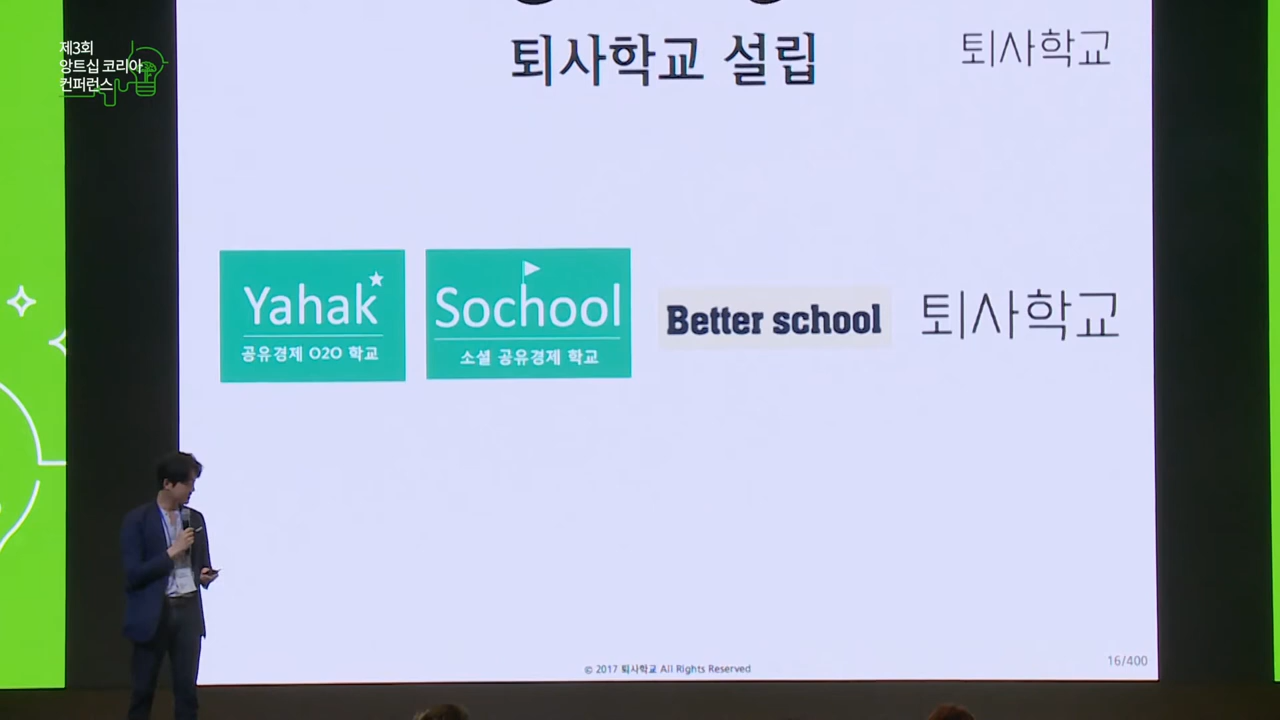 제3회
앙트십 코리아
컨퍼런스
퇴사학교 설립
퇴사학교
Yahak
공유경제 O2O 학교
Sochool
소셜 공유경제 학교
Better school
퇴사학교
© 2017 퇴사학교 All Rights Reserved
16/400